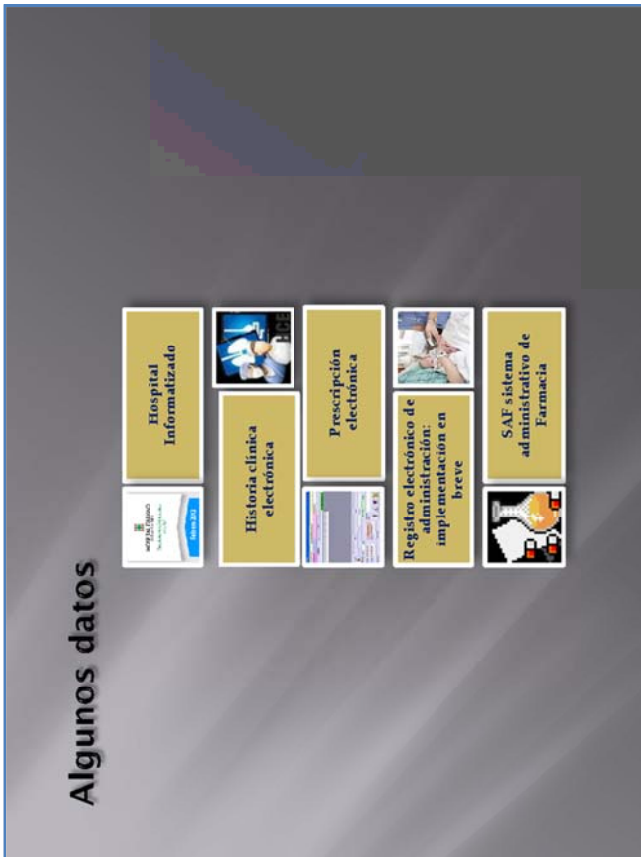 Algunos datos
Hospital
Informatizado
Historia clínica
electrónica
Prescripción
electrónica
Registro electrónico de
administración:
implementación en
breve
SAF sistema
administrativo de
Farmacia